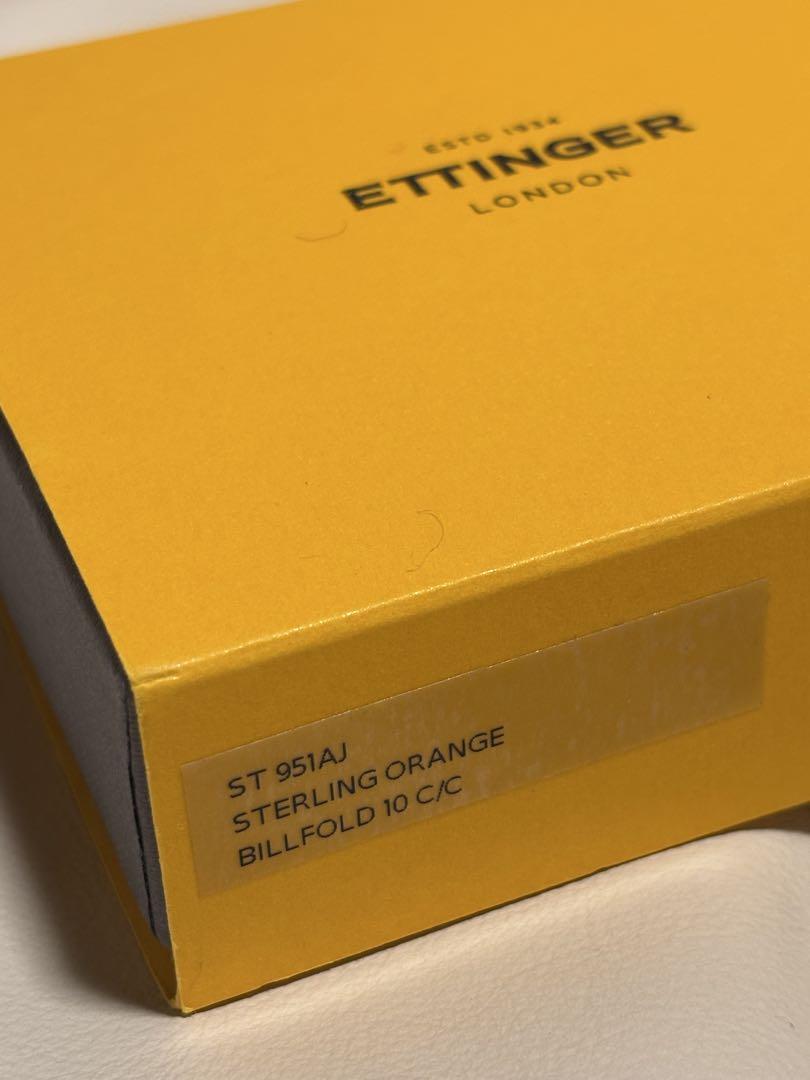 ESTD 1934
ETTINGER
LONDON
ST 951AJ
STERLING ORANGE
BILLFOLD 10 C/C